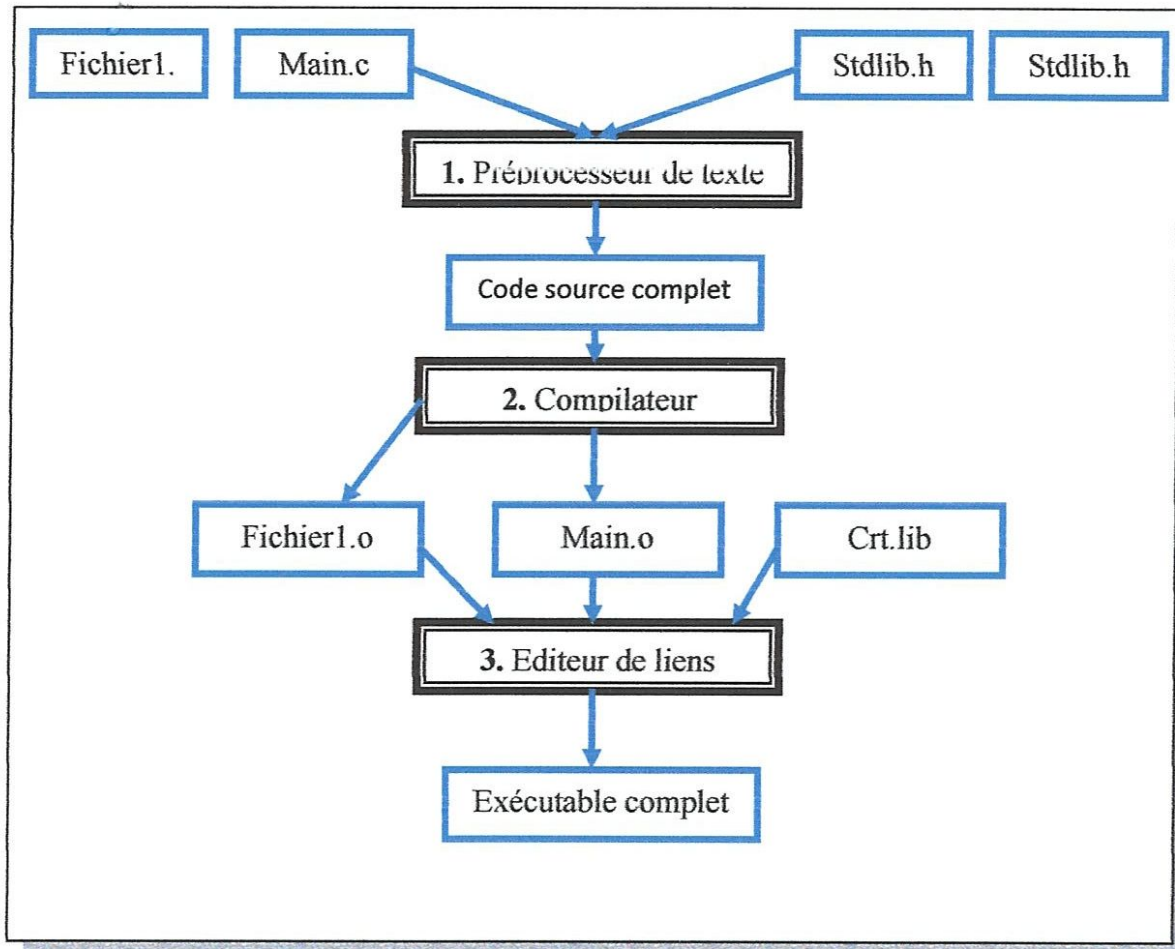 Fichier1.
Main.c
Stdlib.h
Stdlib.h
1. Préprocesseur de texte
Code source complet
2. Compilateur
Fichier1.o
Main.o
Crt.lib
3. Editeur de liens
Exécutable complet